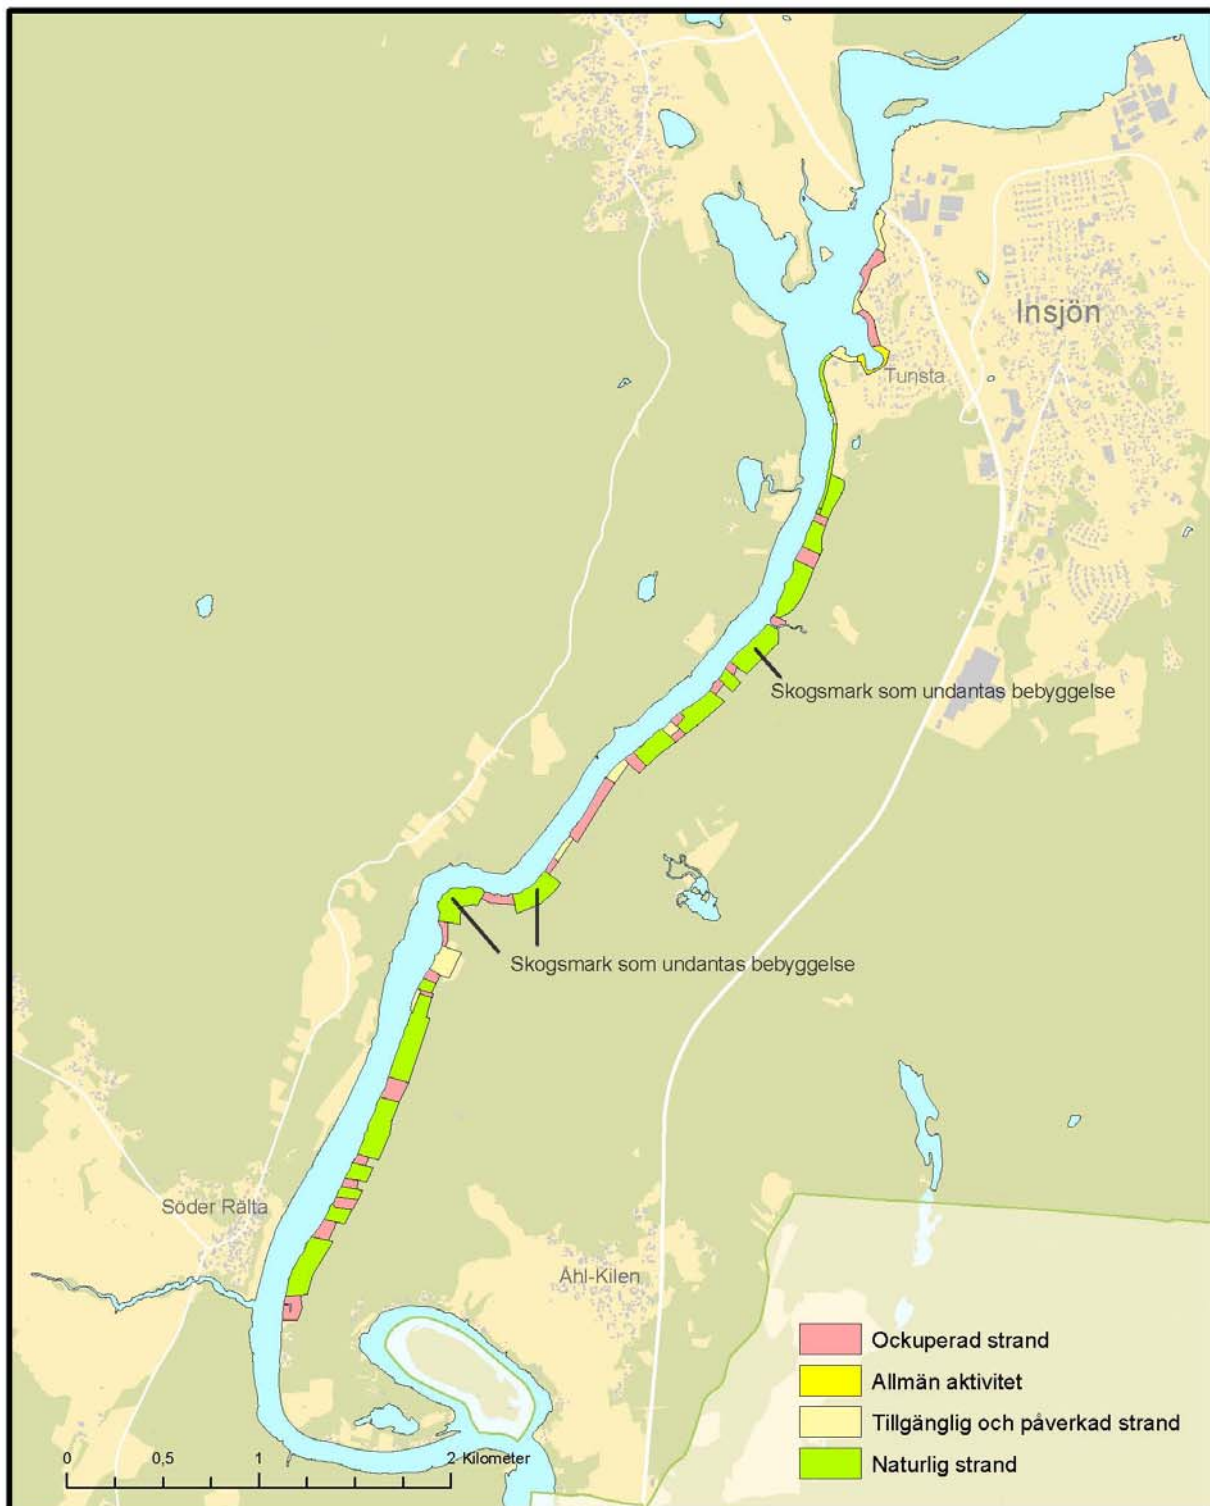 Insjön
Tunsta
Skogsmark som undantas bebyggelse
Skogsmark som undantas bebyggelse
Söder Rålta
Åhl-Kilen
Ockuperad strand
Allmän aktivitet
Tillgänglig och påverkad strand
Naturlig strand
0 0,5 1 2 Kilometer